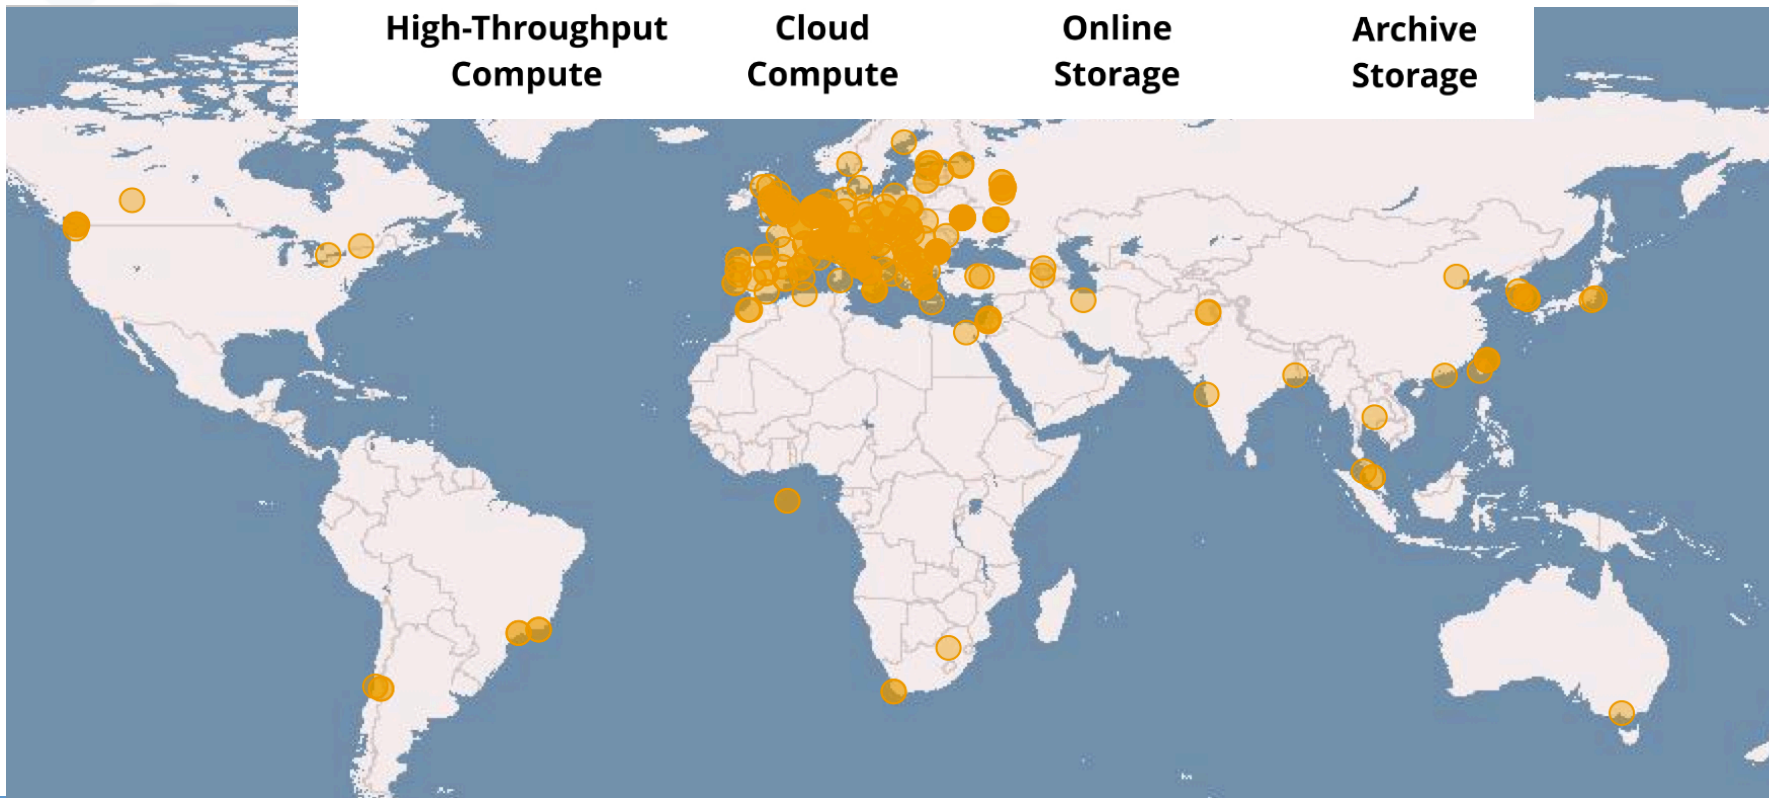 High-Throughput
Compute
Cloud
Compute
Online
Storage
Archive
Storage